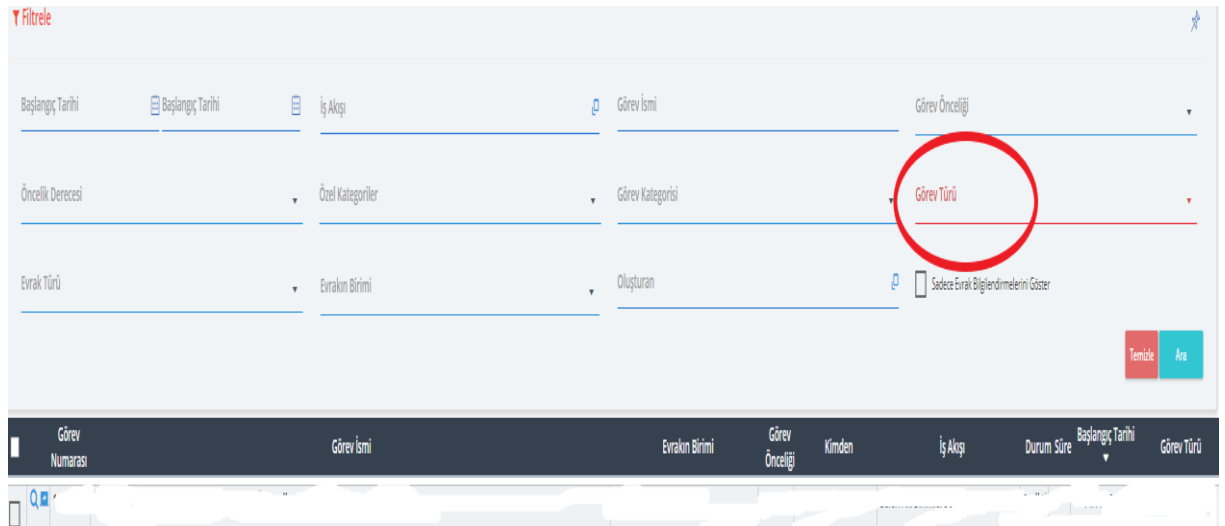 Filtrele
Başlangıç Tarihi Başlangıç Tarihi İş Akışı Görev İsmi Görev Önceliği
Öncelik Derecesi Özel Kategoriler Görev Kategorisi Görev Türü
Evrak Türü Evrakın Birimi Oluşturan Sadece Evrak Bilgilendirmelerini Göster
Temizle Ara
Görev Numarası Görev İsmi Evrakın Birimi Görev Önceliği Kimden İş Akışı Durum Süre Başlangıç Tarihi Görev Türü